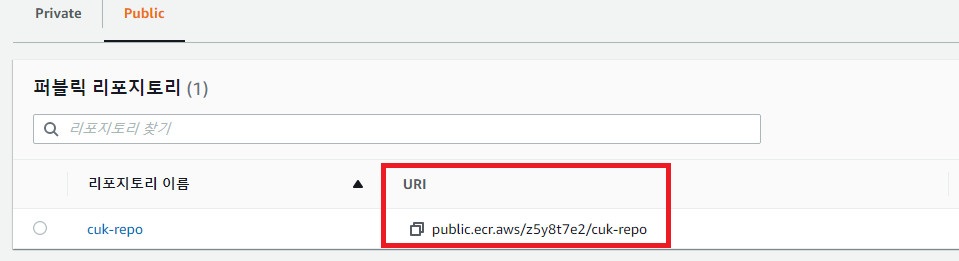 Private Public
퍼블릭 리포지토리 (1)
리포지토리 찾기
리포지토리 이름 ▲ URI
cuk-repo public.ecr.aws/z5y8t7e2/cuk-repo